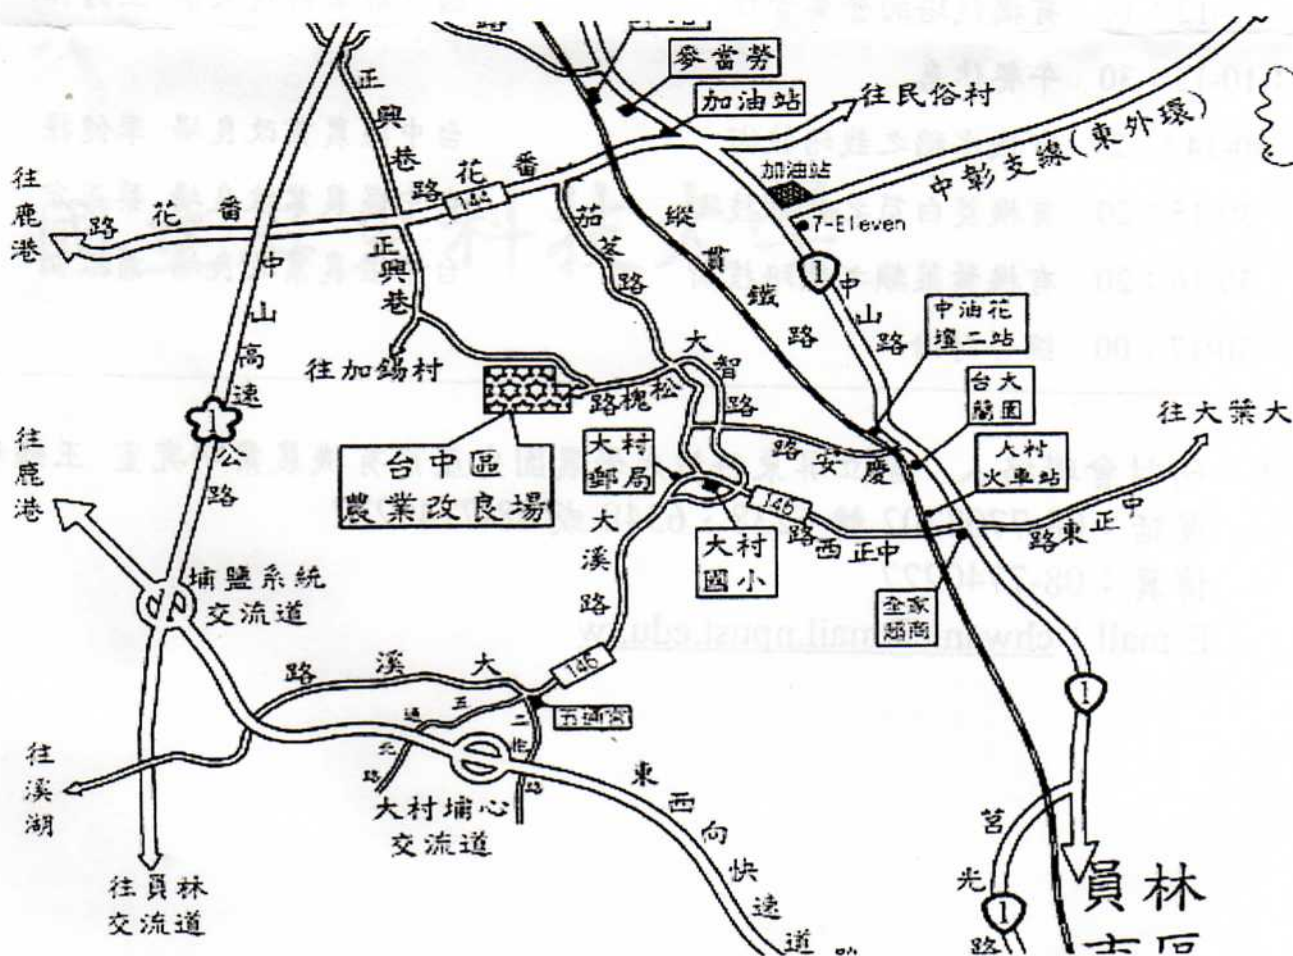 麥當勞
加油站
往民俗村
中彰支線(東外環)
加油站
7-Eleven
正興巷
番花路
往鹿港
番花路
正興巷
茄苳路
縱貫鐵路
中山路
1
中油花
壇二站
往加錫村
大智路
松槐路
台大
蘭園
往大葉大
中山高速公路
1
台中區
農業改良場
大村
郵局
慶安路
大村
火車站
往鹿港
146
大村
國小
中正西路
中正東路
大溪路
全家
超商
埔鹽系統
交流道
146
大溪路
五通宮
五通北路
1
往溪湖
大村埔心
交流道
東西向快速道
莒光路
1
往員林
交流道
員林